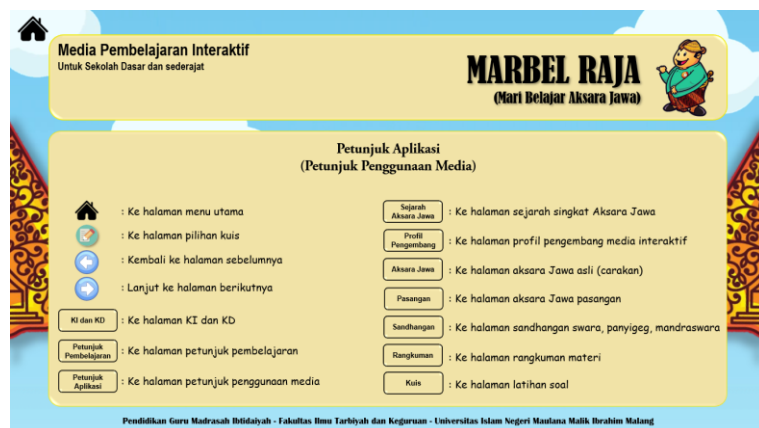 Media Pembelajaran Interaktif
Untuk Sekolah Dasar dan sederajat
MARBEL RAJA
(Mari Belajar Aksara Jawa)
Petunjuk Aplikasi
(Petunjuk Penggunaan Media)
: Ke halaman menu utama
: Ke halaman pilihan kuis
: Kembali ke halaman sebelumnya
: Lanjut ke halaman berikutnya
KI dan KD : Ke halaman KI dan KD
Petunjuk
Pembelajaran : Ke halaman petunjuk pembelajaran
Petunjuk
Aplikasi : Ke halaman petunjuk penggunaan media
Sejarah
Aksara Jawa : Ke halaman sejarah singkat Aksara Jawa
Profil
Pengembang : Ke halaman profil pengembang media interaktif
Aksara Jawa : Ke halaman aksara Jawa asli (carakan)
Pasangan : Ke halaman aksara Jawa pasangan
Sandhangan : Ke halaman sandhangan swara, panyigeg, mandraswara
Rangkuman : Ke halaman rangkuman materi
Kuis : Ke halaman latihan soal
Pendidikan Guru Madrasah Ibtidaiyah - Fakultas Ilmu Tarbiyah dan Keguruan - Universitas Islam Negeri Maulana Malik Ibrahim Malang